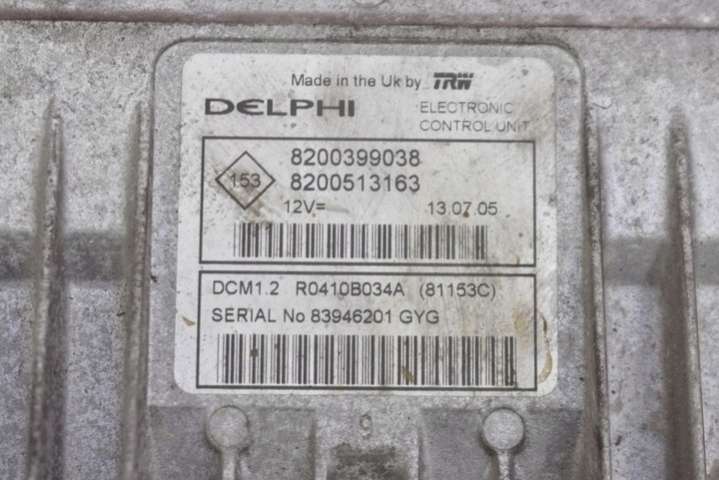 Made in the Uk by TRW
DELPHI
ELECTRONIC
CONTROL UNIT
153
8200399038
8200513163
12V= 13.07.05
DCM1.2 R0410B034A (81153C)
SERIAL No 83946201 GYG
9